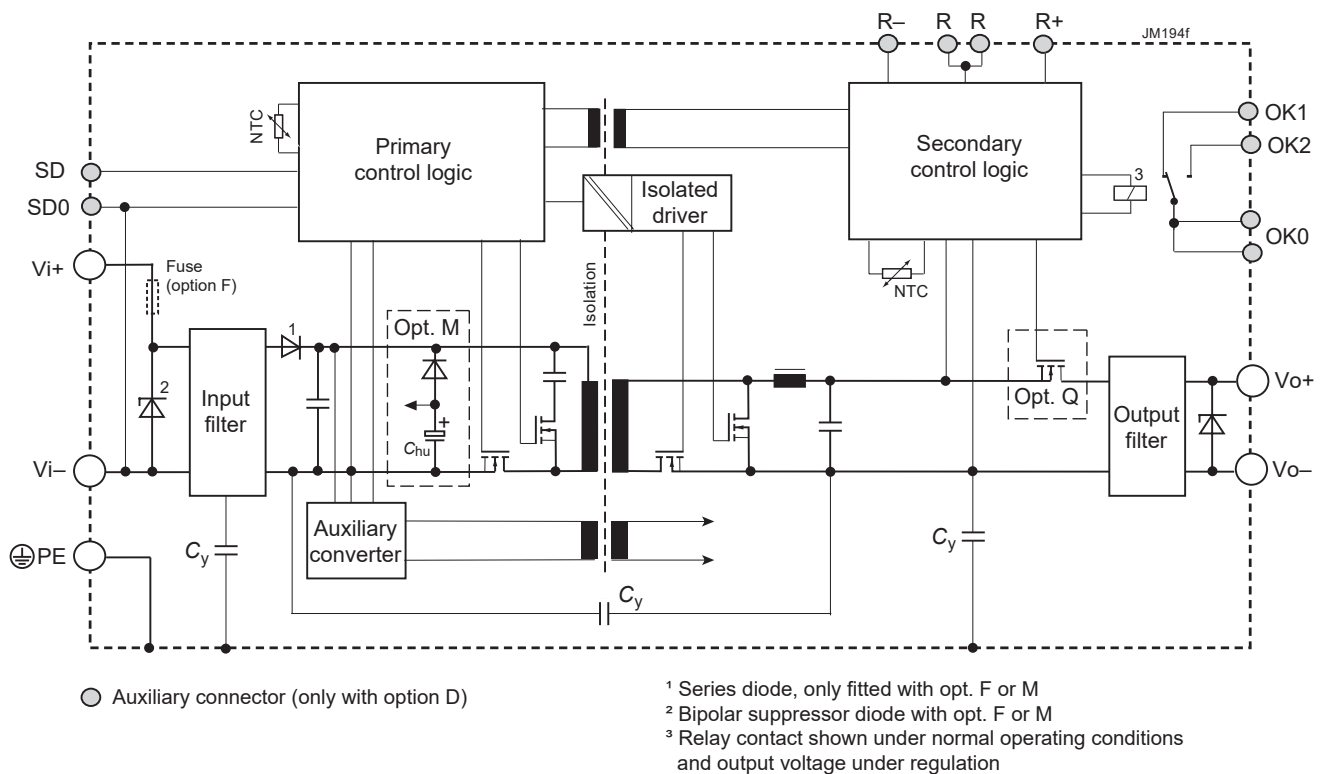 R–
R
R
R+
JM194f
NTC
Primary
control logic
Secondary
control logic
OK1
OK2
3
OK0
SD
SD0
Isolated
driver
Vi+
Fuse
(option F)
NTC
Isolation
1
Opt. M
2
Input
filter
+
Chu
Opt. Q
Output
filter
Vo+
Vi–
Vo–
Auxiliary
converter
PE
Cy
Cy
Cy
Auxiliary connector (only with option D)
¹ Series diode, only fitted with opt. F or M
² Bipolar suppressor diode with opt. F or M
³ Relay contact shown under normal operating conditions
and output voltage under regulation